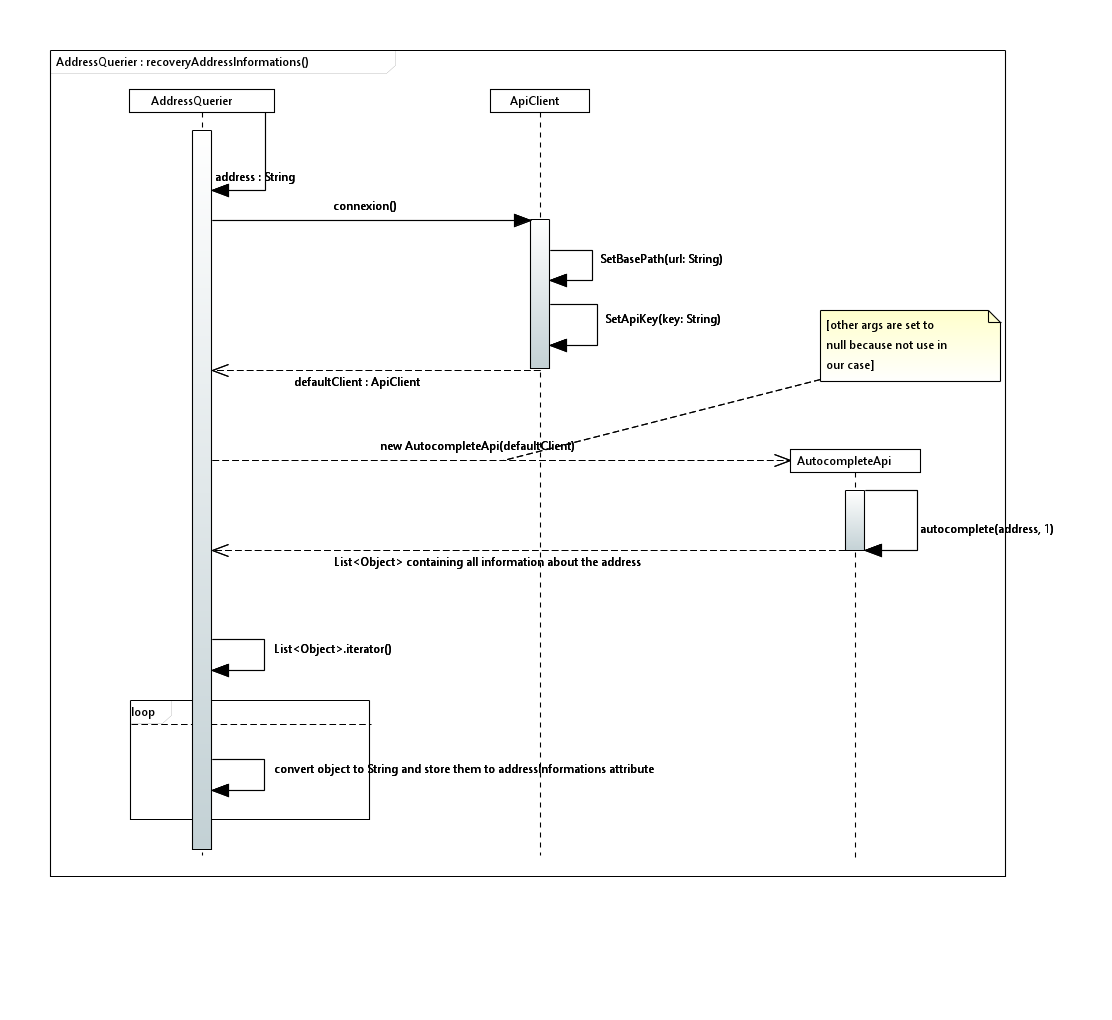 AddressQuerier : recoveryAddressInformations()
AddressQuerier
ApiClient
address : String
connexion()
SetBasePath(url: String)
SetApiKey(key: String)
[other args are set to
null because not use in
our case]
defaultClient : ApiClient
new AutocompleteApi(defaultClient)
AutocompleteApi
autocomplete(address, 1)
List<Object> containing all information about the address
List<Object>.iterator()
loop
convert object to String and store them to addressInformations attribute